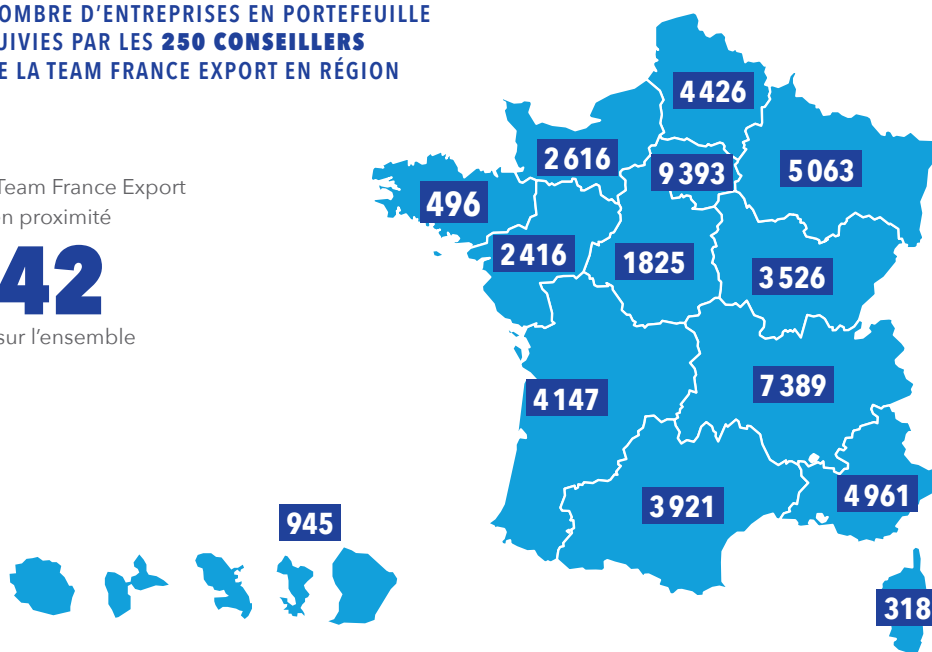 OMBRE D'ENTREPRISES EN PORTEFEUILLE
UIVIES PAR LES 250 CONSEILLERS
E LA TEAM FRANCE EXPORT EN RÉGION
Team France Export
en proximité
42
sur l'ensemble
4 426
2 616
9 393
5 063
496
2 416
1825
3 526
4 147
7 389
3 921
4 961
945
318